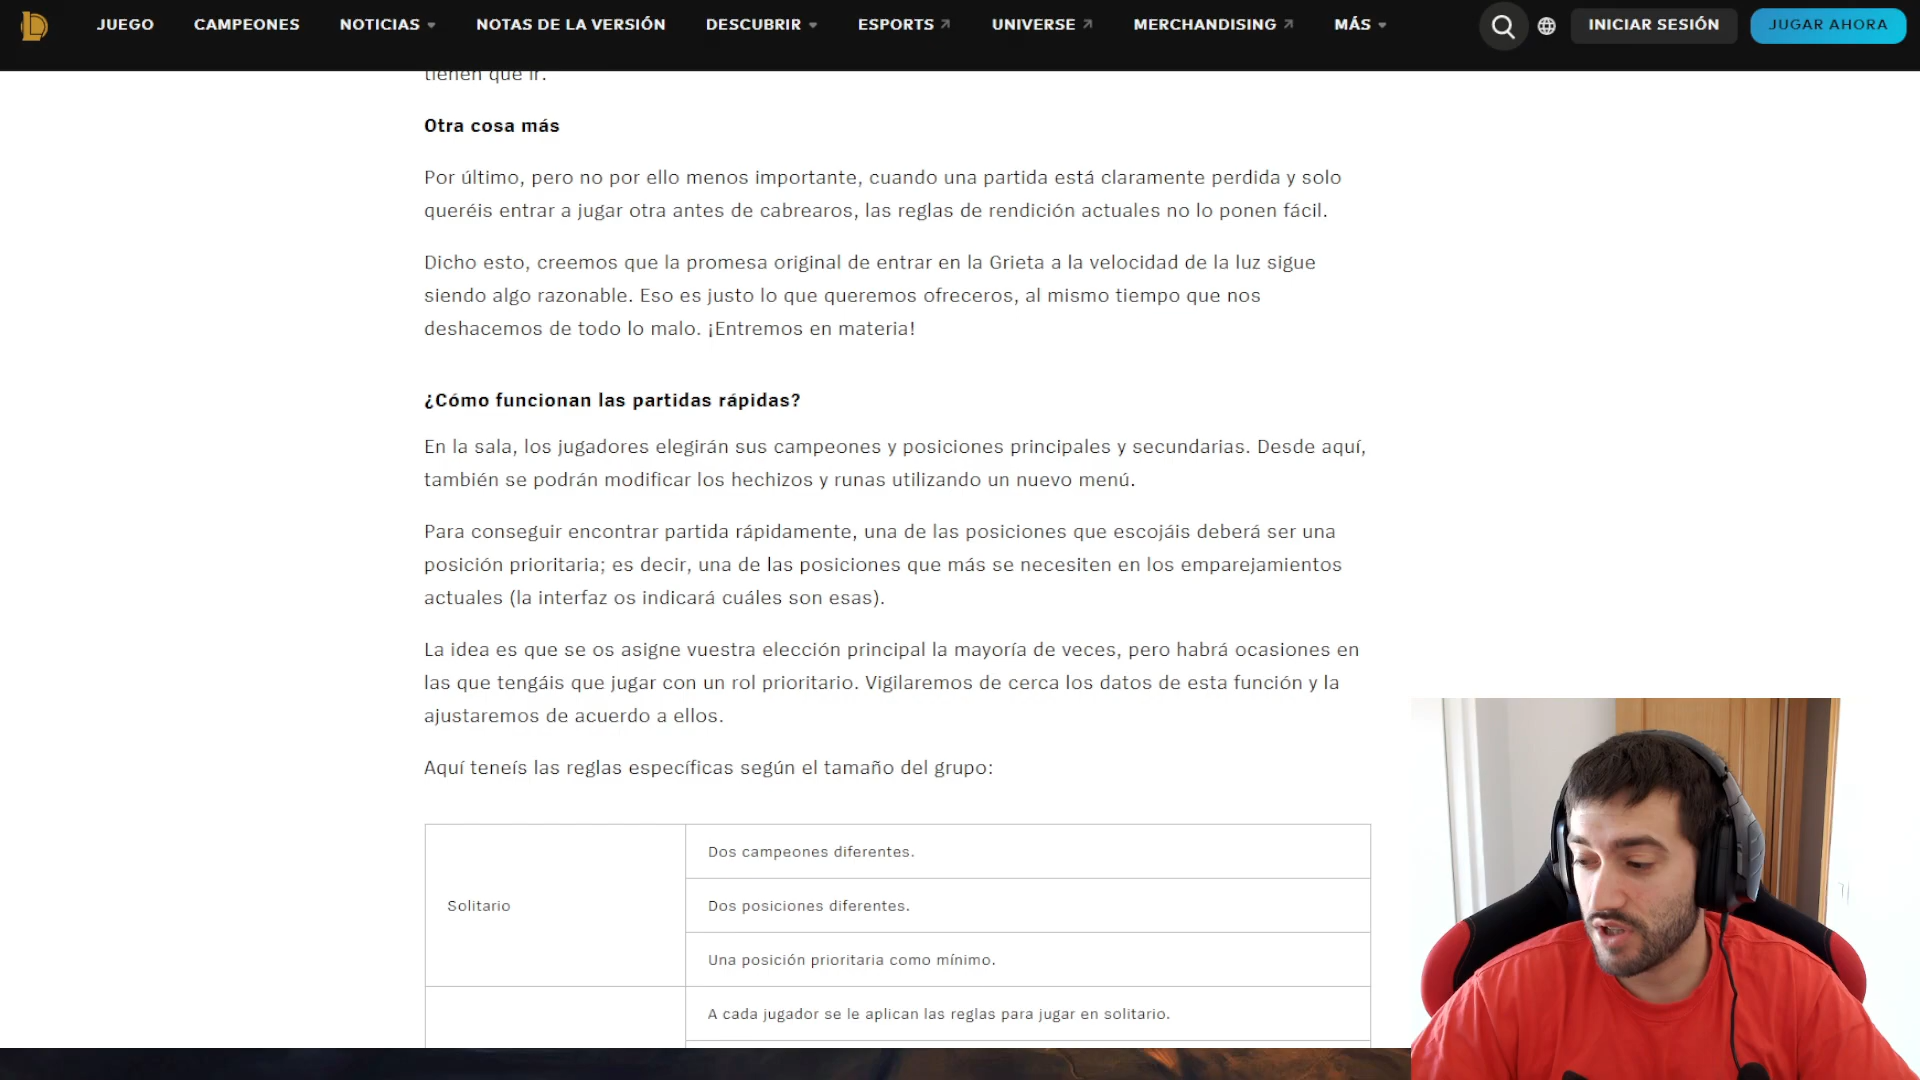 JUEGO CAMPEONES NOTICIAS NOTAS DE LA VERSIÓN DESCUBRIR ESPORTS UNIVERSE MERCHANDISING MÁS INICIAR SESIÓN JUGAR AHORA
tienen que ir.
Otra cosa más
Por último, pero no por ello menos importante, cuando una partida está claramente perdida y solo
queréis entrar a jugar otra antes de cabrearos, las reglas de rendición actuales no lo ponen fácil.
Dicho esto, creemos que la promesa original de entrar en la Grieta a la velocidad de la luz sigue
siendo algo razonable. Eso es justo lo que queremos ofreceros, al mismo tiempo que nos
deshacemos de todo lo malo. ¡Entremos en materia!
¿Cómo funcionan las partidas rápidas?
En la sala, los jugadores elegirán sus campeones y posiciones principales y secundarias. Desde aquí,
también se podrán modificar los hechizos y runas utilizando un nuevo menú.
Para conseguir encontrar partida rápidamente, una de las posiciones que escojáis deberá ser una
posición prioritaria; es decir, una de las posiciones que más se necesiten en los emparejamientos
actuales (la interfaz os indicará cuáles son esas).
La idea es que se os asigne vuestra elección principal la mayoría de veces, pero habrá ocasiones en
las que tengáis que jugar con un rol prioritario. Vigilaremos de cerca los datos de esta función y la
ajustaremos de acuerdo a ellos.
Aquí teneís las reglas específicas según el tamaño del grupo:
Dos campeones diferentes.
Solitario
Dos posiciones diferentes.
Una posición prioritaria como mínimo.
A cada jugador se le aplican las reglas para jugar en solitario.